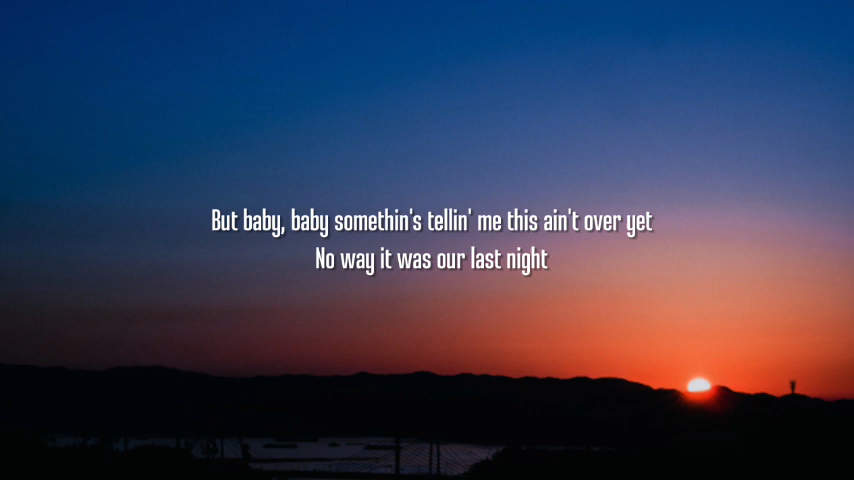 But baby, baby somethin's tellin' me this ain't over yet
No way it was our last night